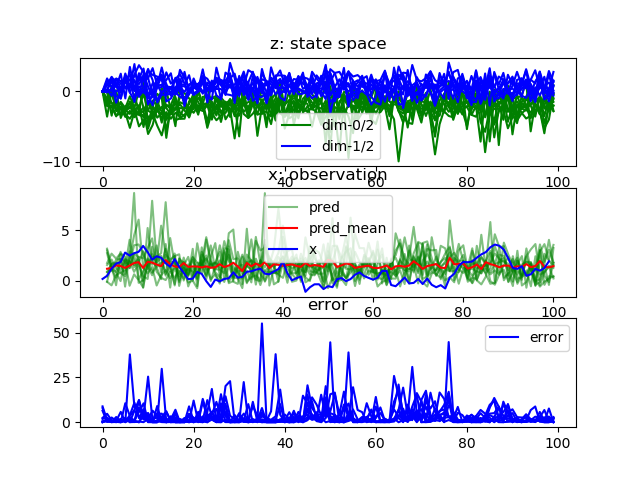 z: state space
0
−10
dim-0/2
dim-1/2
0 20 40 60 80 100
x: observation
5
0
pred
pred_mean
x
0 20 40 60 80 100
error
50
25
0
error
0 20 40 60 80 100